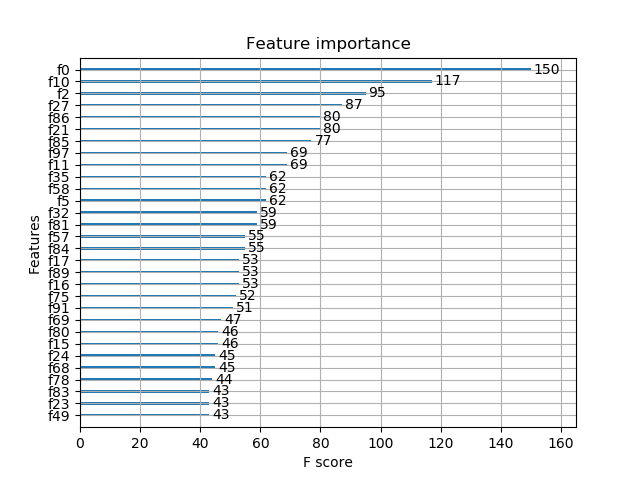 Feature importance
f0 150
f10 117
f2 95
f27 87
f86 80
f21 80
f85 77
f97 69
f11 69
f35 62
f58 62
f5 62
f32 59
f81 59
f57 55
f84 55
f17 53
f89 53
f16 53
f75 52
f91 51
f69 47
f80 46
f15 46
f24 45
f68 45
f78 44
f83 43
f23 43
f49 43
Features
0 20 40 60 80 100 120 140 160
F score